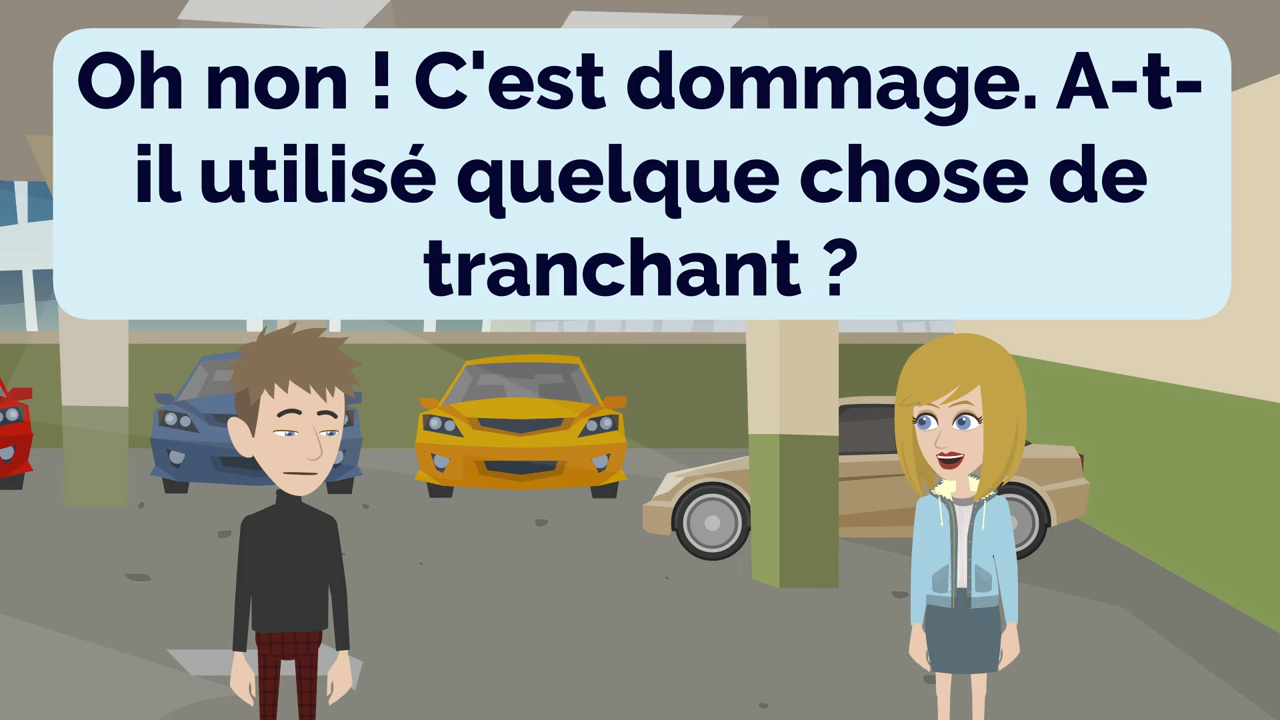 Oh non ! C'est dommage. A-t-
il utilisé quelque chose de
tranchant ?